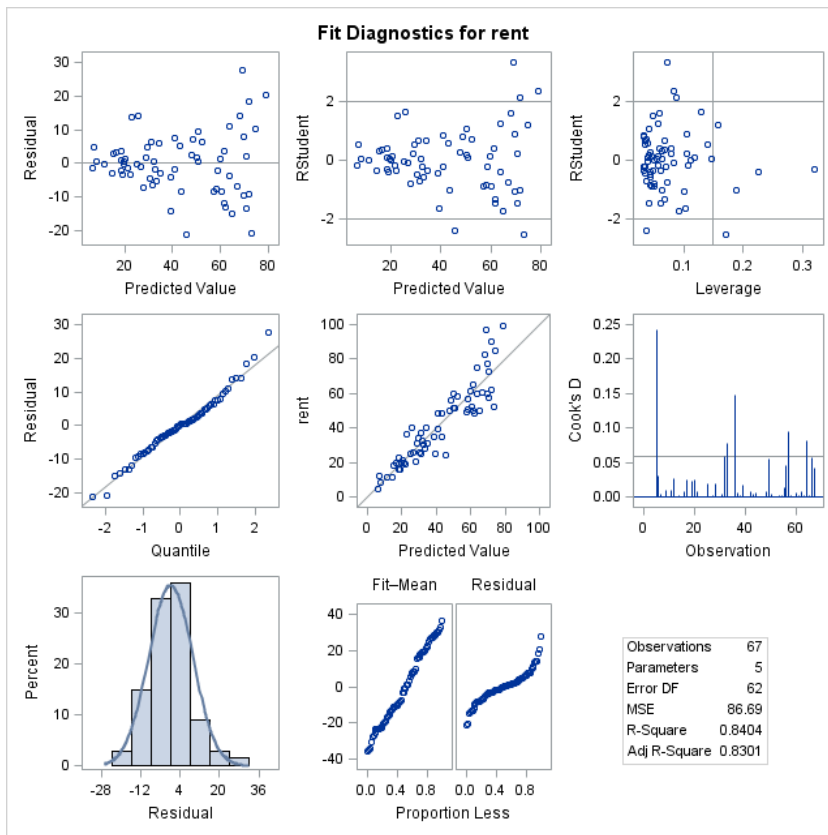 Fit Diagnostics for rent
30
20
10
0
-10
-20
Residual
20 40 60 80
Predicted Value
2
0
-2
RStudent
20 40 60 80
Predicted Value
2
0
-2
RStudent
0.1 0.2 0.3
Leverage
30
20
10
0
-10
-20
Residual
-2 -1 0 1 2
Quantile
100
80
60
40
20
0
rent
0 20 40 60 80 100
Predicted Value
0.25
0.20
0.15
0.10
0.05
0.00
Cook's D
0 20 40 60
Observation
30
20
10
0
Percent
-28 -12 4 20 36
Residual
Fit–Mean Residual
40
20
0
-20
-40
0.0 0.4 0.8 0.0 0.4 0.8
Proportion Less
Observations 67
Parameters 5
Error DF 62
MSE 86.69
R-Square 0.8404
Adj R-Square 0.8301